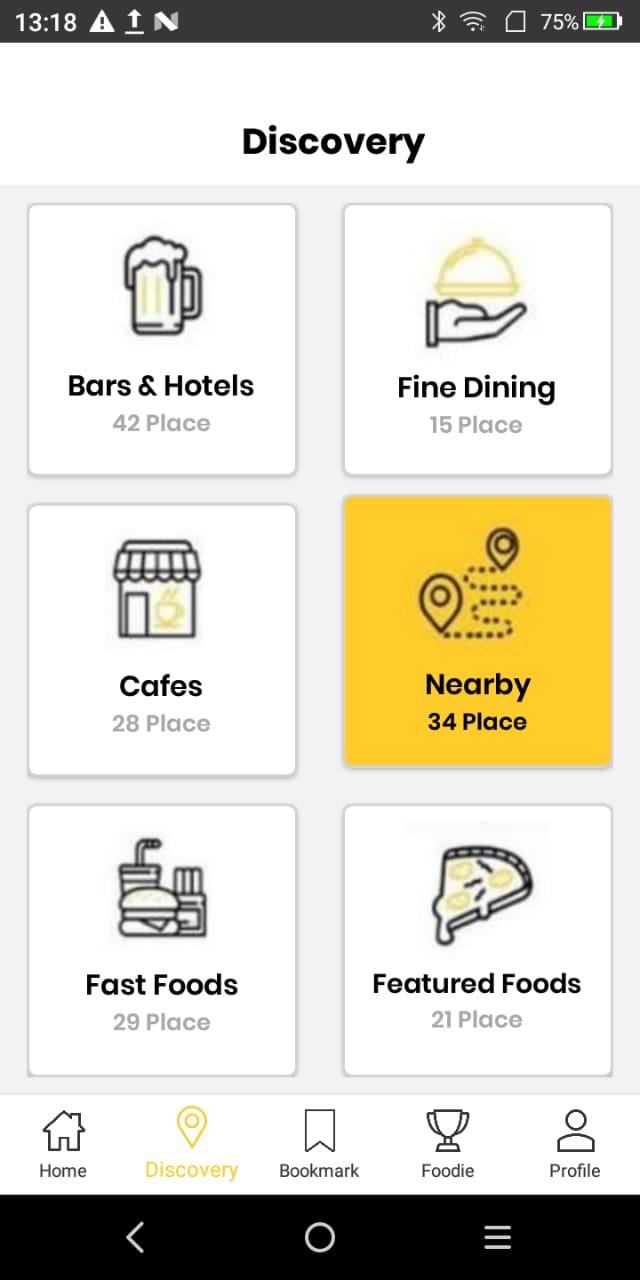 13:18
75%
Discovery
Bars & Hotels
42 Place
Fine Dining
15 Place
Cafes
28 Place
Nearby
34 Place
Fast Foods
29 Place
Featured Foods
21 Place
Home
Discovery
Bookmark
Foodie
Profile